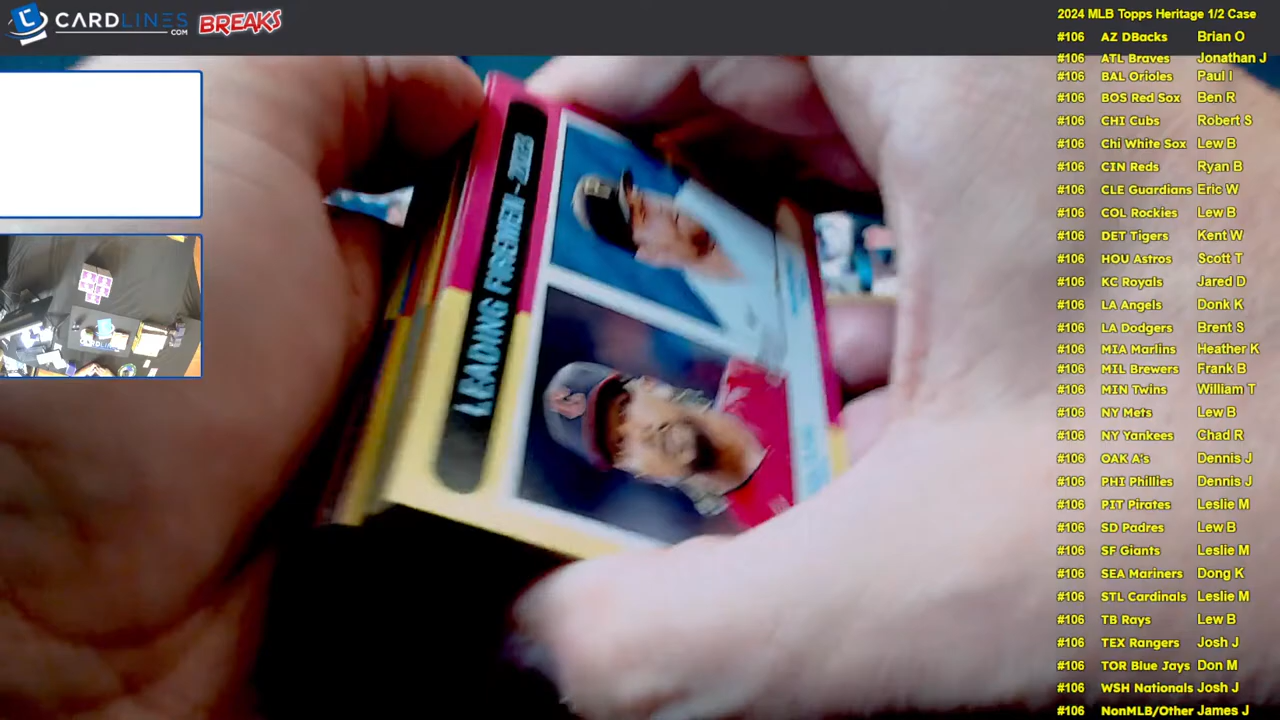 CARDLINES
.COM
BREAKS
2024 MLB Topps Heritage 1/2 Case
#106 AZ DBacks Brian O
#106 ATL Braves Jonathan J
#106 BAL Orioles Paul I
#106 BOS Red Sox Ben R
#106 CHI Cubs Robert S
#106 Chi White Sox Lew B
#106 CIN Reds Ryan B
#106 CLE Guardians Eric W
#106 COL Rockies Lew B
#106 DET Tigers Kent W
#106 HOU Astros Scott T
#106 KC Royals Jared D
#106 LA Angels Donk K
#106 LA Dodgers Brent S
#106 MIA Marlins Heather K
#106 MIL Brewers Frank B
#106 MIN Twins William T
#106 NY Mets Lew B
#106 NY Yankees Chad R
#106 OAK A's Dennis J
#106 PHI Phillies Dennis J
#106 PIT Pirates Leslie M
#106 SD Padres Lew B
#106 SF Giants Leslie M
#106 SEA Mariners Dong K
#106 STL Cardinals Leslie M
#106 TB Rays Lew B
#106 TEX Rangers Josh J
#106 TOR Blue Jays Don M
#106 WSH Nationals Josh J
#106 NonMLB/Other James J
LEADING FIREMEN - 2023